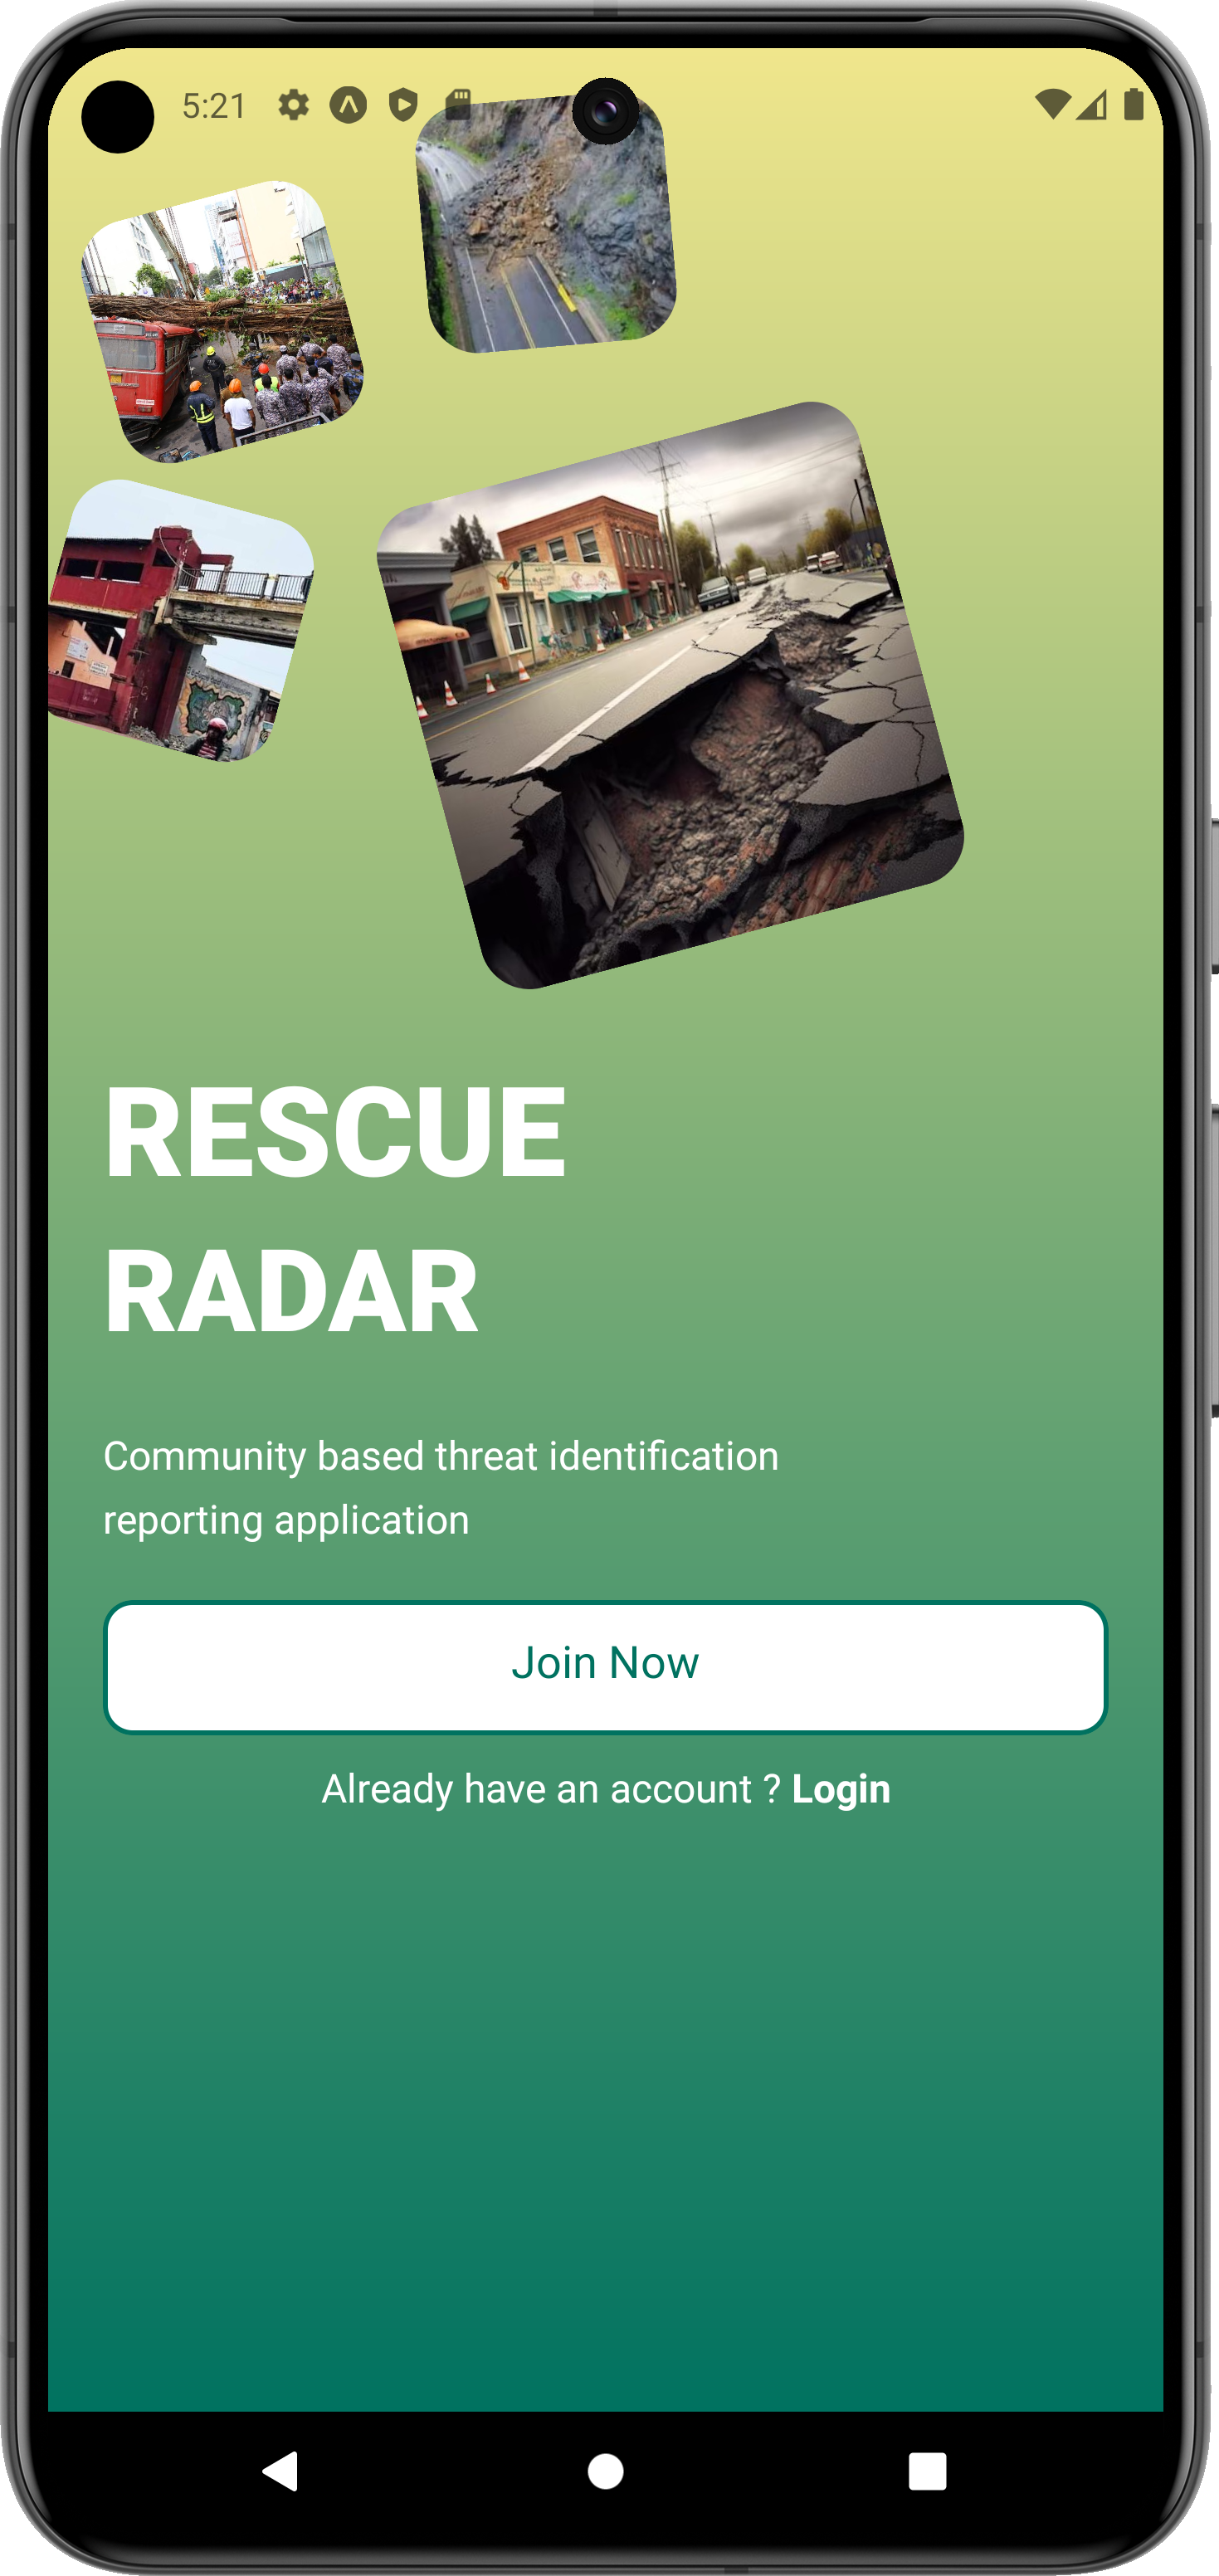 5:21
RESCUE
RADAR
Community based threat identification
reporting application
Join Now
Already have an account ? Login